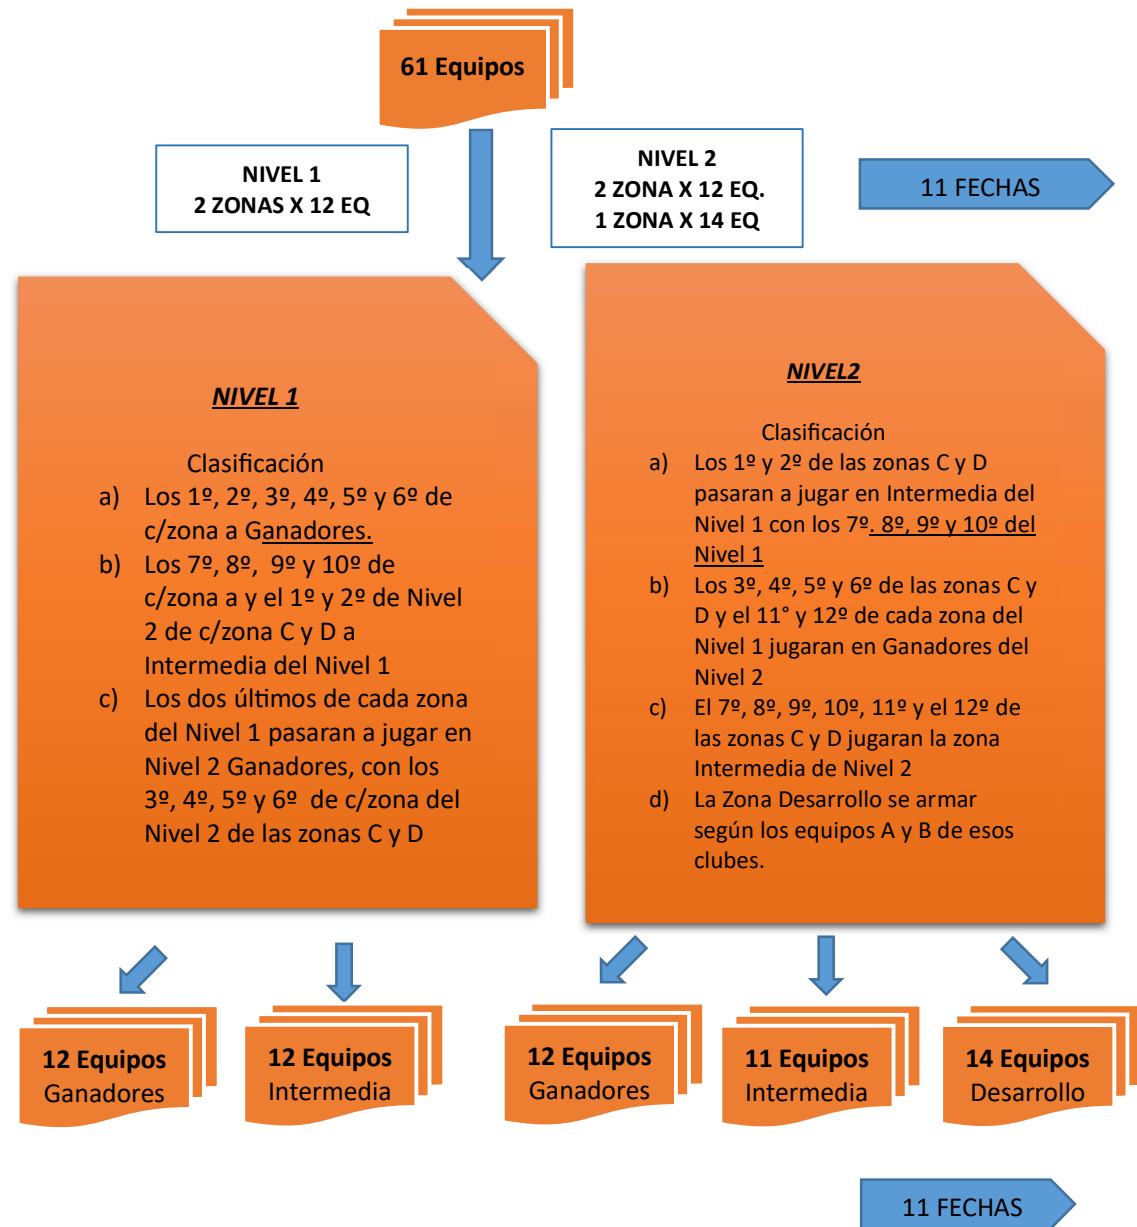 61 Equipos
NIVEL 1
2 ZONAS X 12 EQ
NIVEL 2
2 ZONA X 12 EQ.
1 ZONA X 14 EQ
11 FECHAS
NIVEL 1
Clasificación
a) Los 1º, 2º, 3º, 4º, 5º y 6º de
c/zona a Ganadores.
b) Los 7º, 8º, 9º y 10º de
c/zona a y el 1º y 2º de Nivel
2 de c/zona C y D a
Intermedia del Nivel 1
c) Los dos últimos de cada zona
del Nivel 1 pasaran a jugar en
Nivel 2 Ganadores, con los
3º, 4º, 5º y 6º de c/zona del
Nivel 2 de las zonas C y D
NIVEL2
Clasificación
a) Los 1º y 2º de las zonas C y D
pasaran a jugar en Intermedia del
Nivel 1 con los 7º. 8º, 9º y 10º del
Nivel 1
b) Los 3º, 4º, 5º y 6º de las zonas C y
D y el 11° y 12º de cada zona del
Nivel 1 jugaran en Ganadores del
Nivel 2
c) El 7º, 8º, 9º, 10º, 11º y el 12º de
las zonas C y D jugaran la zona
Intermedia de Nivel 2
d) La Zona Desarrollo se armar
según los equipos A y B de esos
clubes.
12 Equipos
Ganadores
12 Equipos
Intermedia
12 Equipos
Ganadores
11 Equipos
Intermedia
14 Equipos
Desarrollo
11 FECHAS